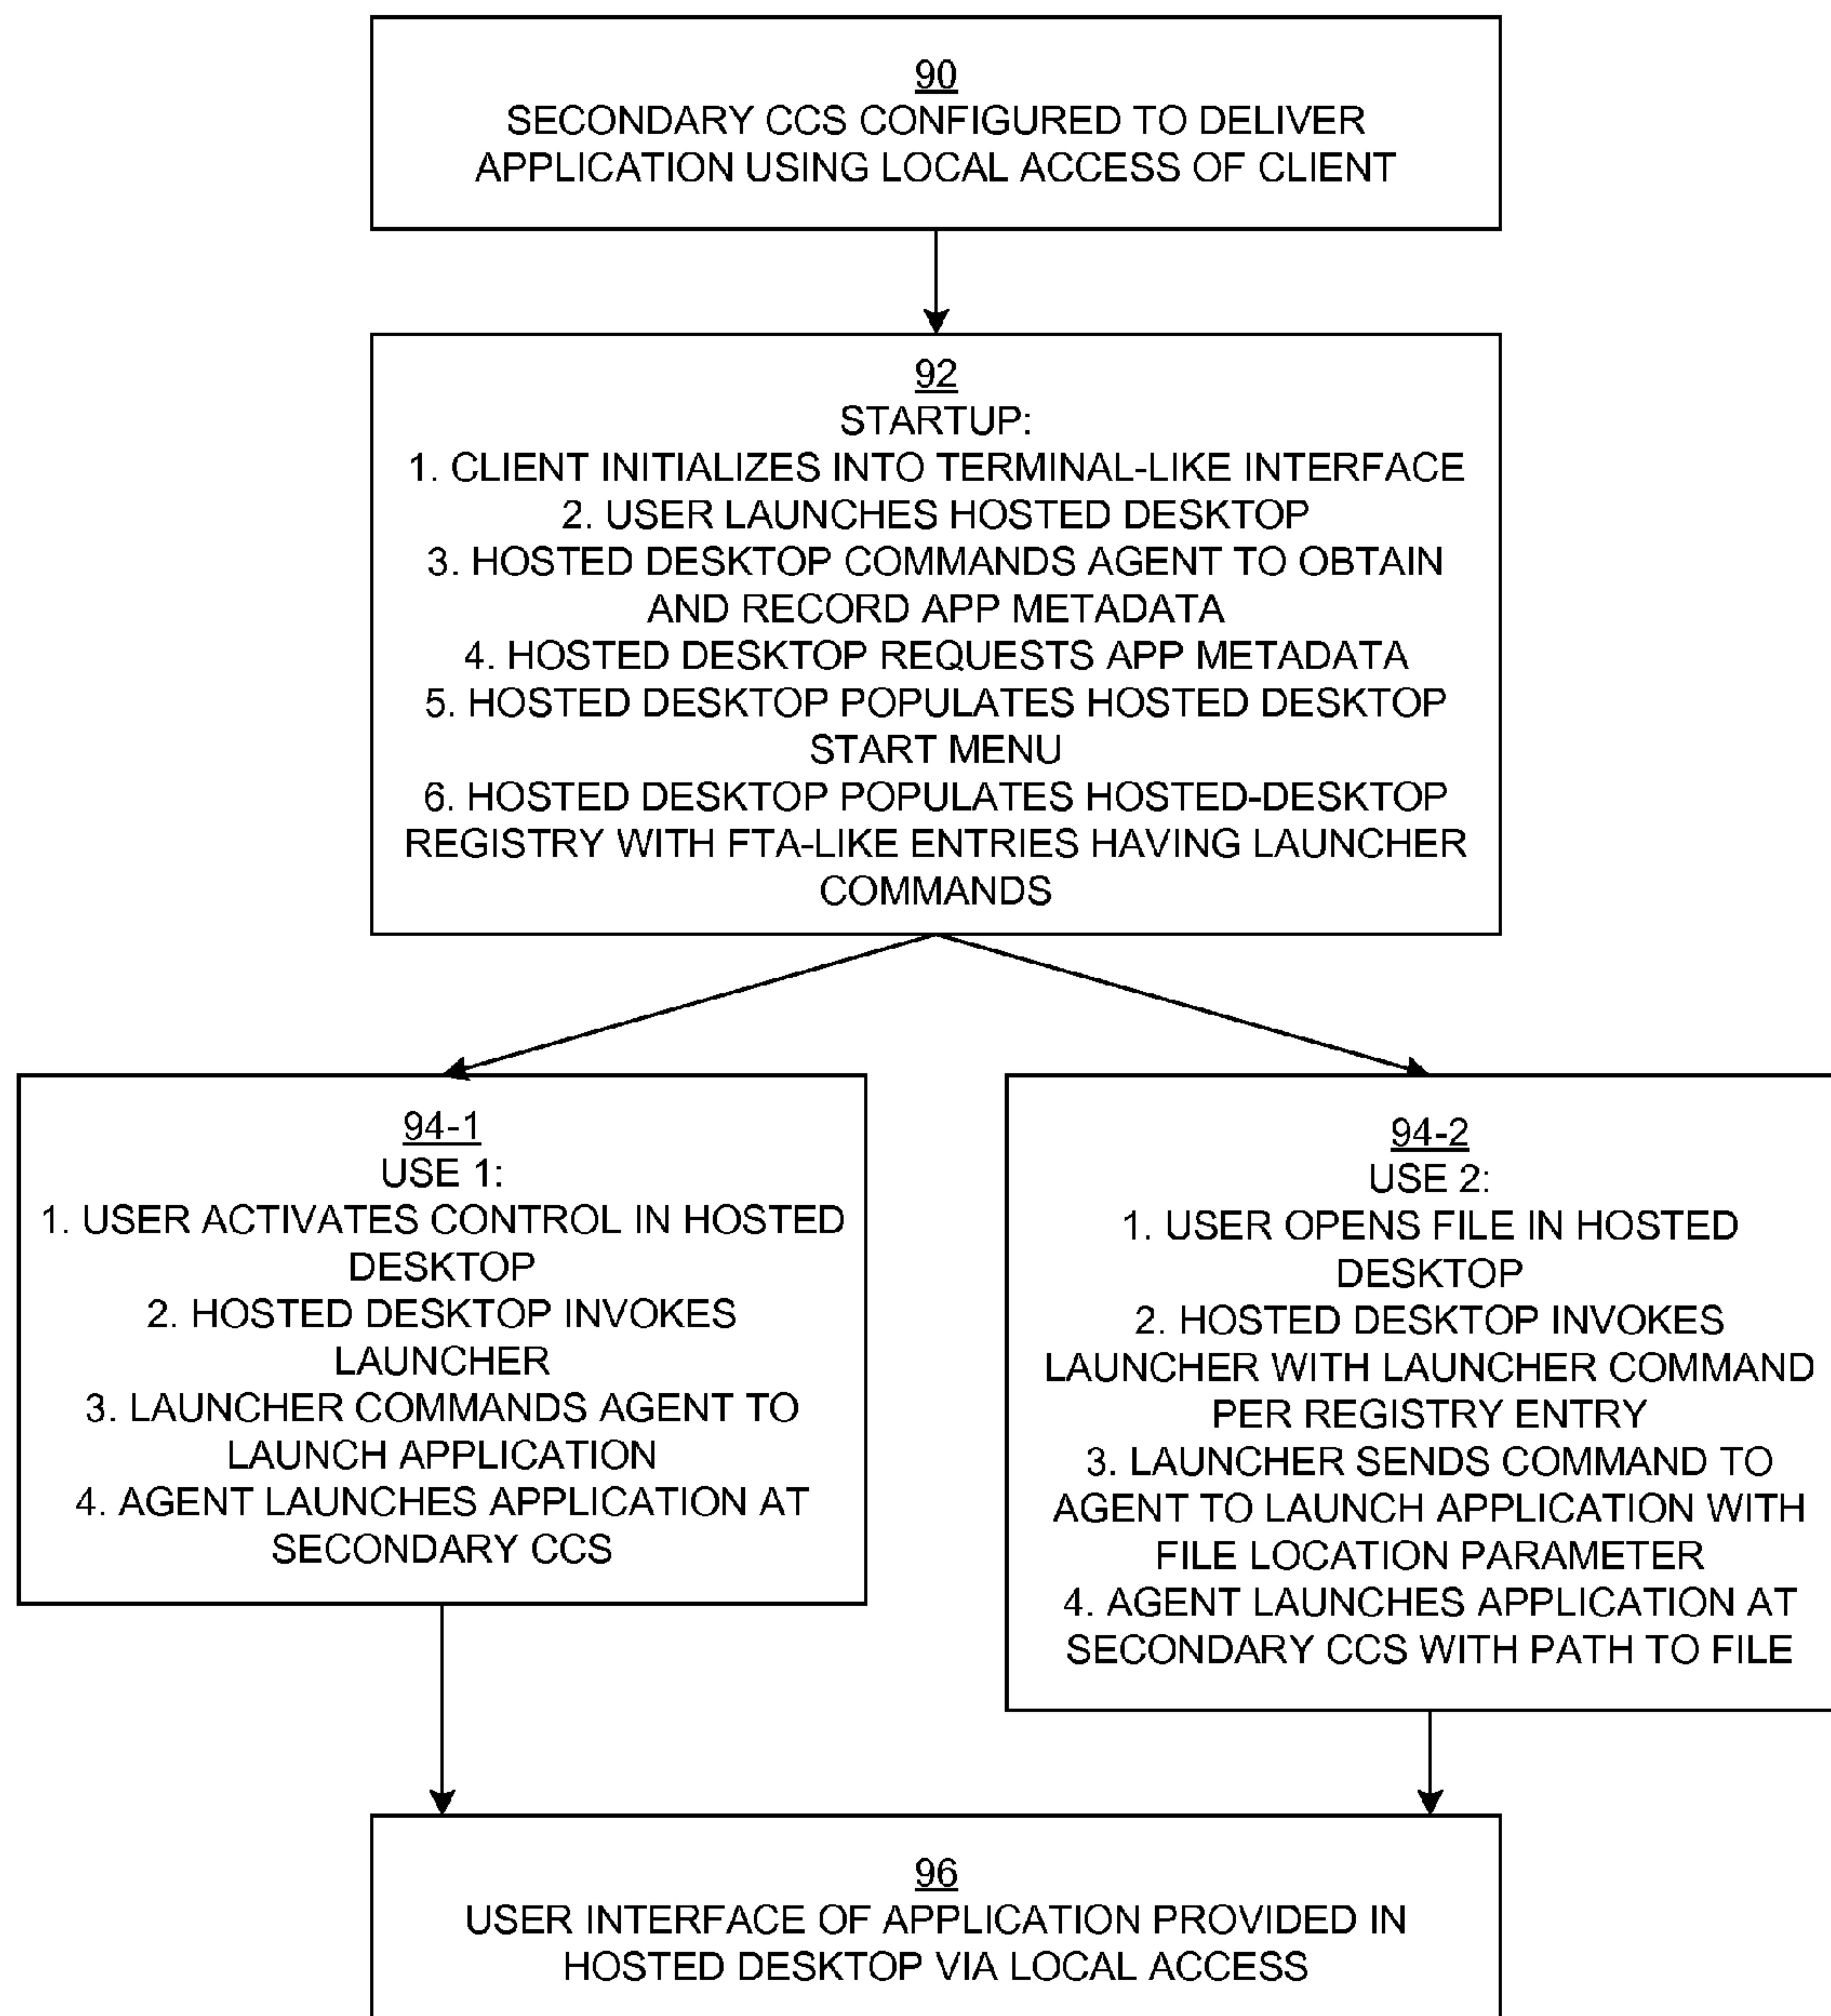 90
SECONDARY CCS CONFIGURED TO DELIVER
APPLICATION USING LOCAL ACCESS OF CLIENT
92
STARTUP:
1. CLIENT INITIALIZES INTO TERMINAL-LIKE INTERFACE
2. USER LAUNCHES HOSTED DESKTOP
3. HOSTED DESKTOP COMMANDS AGENT TO OBTAIN
AND RECORD APP METADATA
4. HOSTED DESKTOP REQUESTS APP METADATA
5. HOSTED DESKTOP POPULATES HOSTED DESKTOP
START MENU
6. HOSTED DESKTOP POPULATES HOSTED-DESKTOP
REGISTRY WITH FTA-LIKE ENTRIES HAVING LAUNCHER
COMMANDS
94-1
USE 1:
1. USER ACTIVATES CONTROL IN HOSTED
DESKTOP
2. HOSTED DESKTOP INVOKES
LAUNCHER
3. LAUNCHER COMMANDS AGENT TO
LAUNCH APPLICATION
4. AGENT LAUNCHES APPLICATION AT
SECONDARY CCS
94-2
USE 2:
1. USER OPENS FILE IN HOSTED
DESKTOP
2. HOSTED DESKTOP INVOKES
LAUNCHER WITH LAUNCHER COMMAND
PER REGISTRY ENTRY
3. LAUNCHER SENDS COMMAND TO
AGENT TO LAUNCH APPLICATION WITH
FILE LOCATION PARAMETER
4. AGENT LAUNCHES APPLICATION AT
SECONDARY CCS WITH PATH TO FILE
96
USER INTERFACE OF APPLICATION PROVIDED IN
HOSTED DESKTOP VIA LOCAL ACCESS